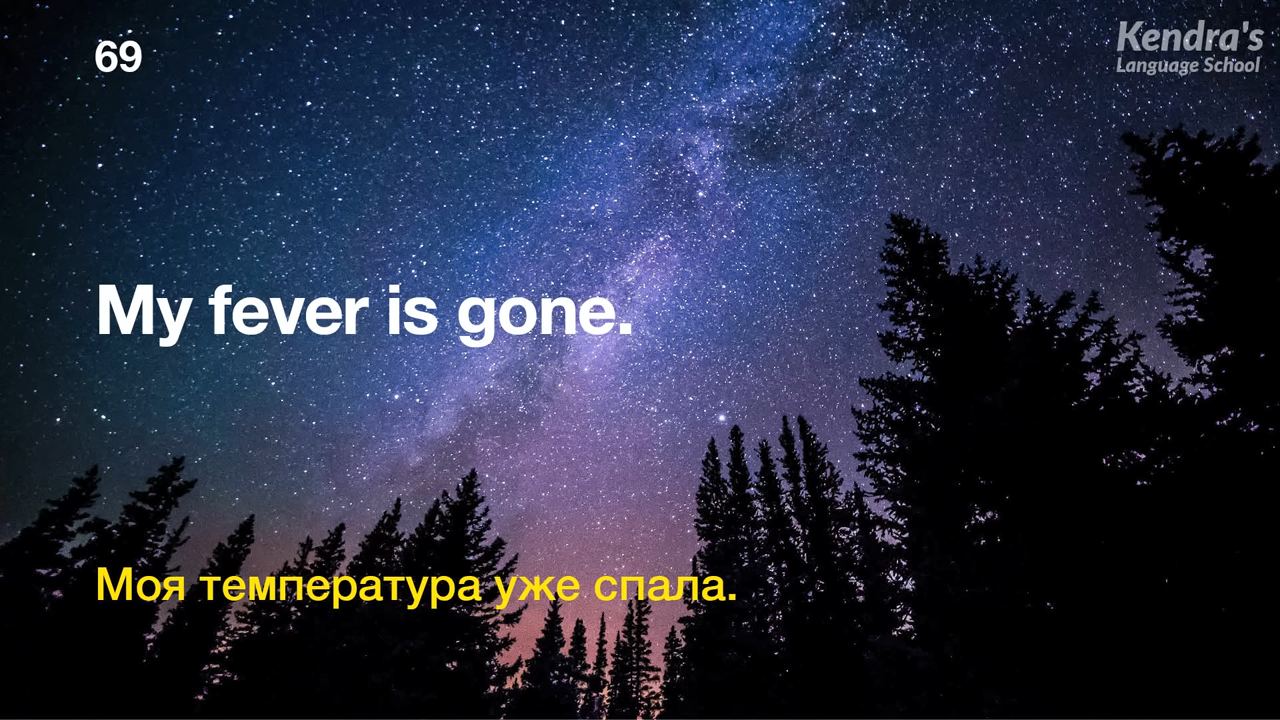 69
Kendra's
Language School
My fever is gone.
Моя температура уже спала.